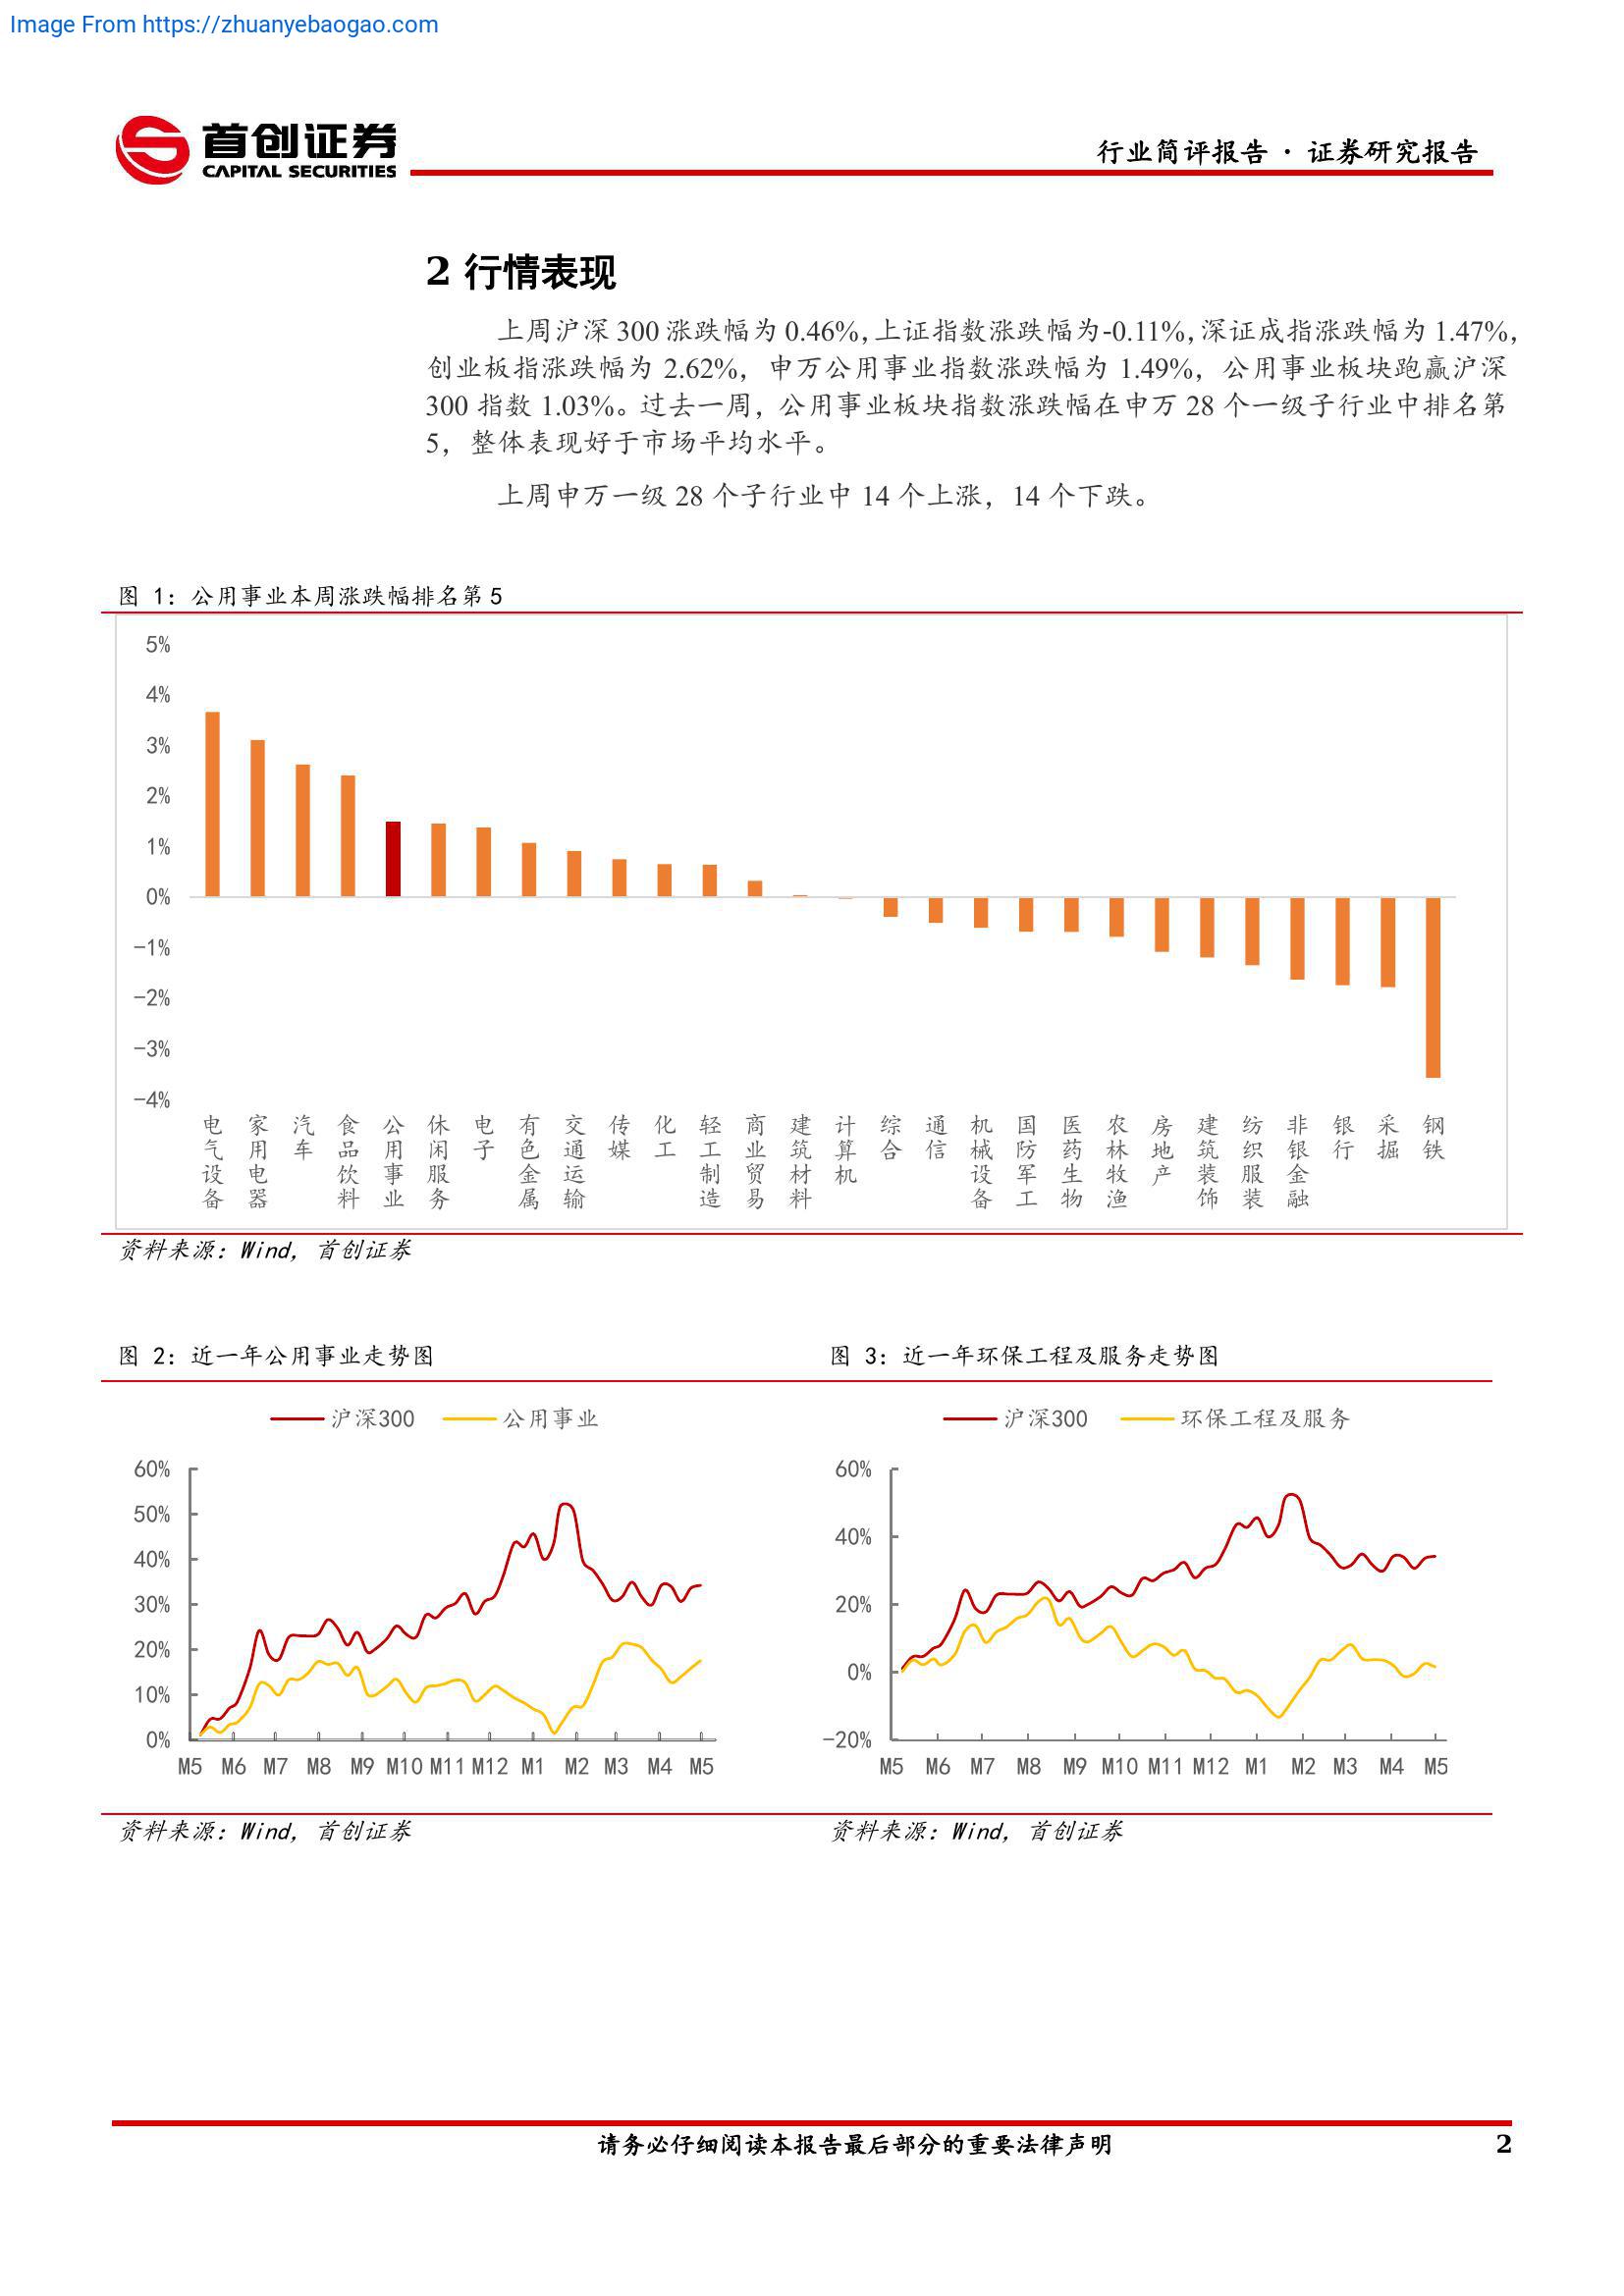 Image From https://zhuanyebaogao.com
首创证券
CAPITAL SECURITIES
行业简评报告 · 证券研究报告
2 行情表现
上周沪深 300 涨跌幅为 0.46%，上证指数涨跌幅为-0.11%，深证成指涨跌幅为 1.47%，
创业板指涨跌幅为 2.62%，申万公用事业指数涨跌幅为 1.49%，公用事业板块跑赢沪深
300 指数 1.03%。过去一周，公用事业板块指数涨跌幅在申万 28 个一级子行业中排名第
5，整体表现好于市场平均水平。
上周申万一级 28 个子行业中 14 个上涨，14 个下跌。
图 1：公用事业本周涨跌幅排名第 5
5%
4%
3%
2%
1%
0%
-1%
-2%
-3%
-4%
电气设备
家用电器
汽车
食品饮料
公用事业
休闲服务
电子
有色金属
交通运输
传媒
化工
轻工制造
商业贸易
建筑材料
计算机
综合
通信
机械设备
国防军工
医药生物
农林牧渔
房地产
建筑装饰
纺织服装
非银金融
银行
采掘
钢铁
资料来源：Wind，首创证券
图 2：近一年公用事业走势图
沪深300 公用事业
60%
50%
40%
30%
20%
10%
0%
M5 M6 M7 M8 M9 M10 M11 M12 M1 M2 M3 M4 M5
资料来源：Wind，首创证券
图 3：近一年环保工程及服务走势图
沪深300 环保工程及服务
60%
40%
20%
0%
-20%
M5 M6 M7 M8 M9 M10 M11 M12 M1 M2 M3 M4 M5
资料来源：Wind，首创证券
请务必仔细阅读本报告最后部分的重要法律声明
2